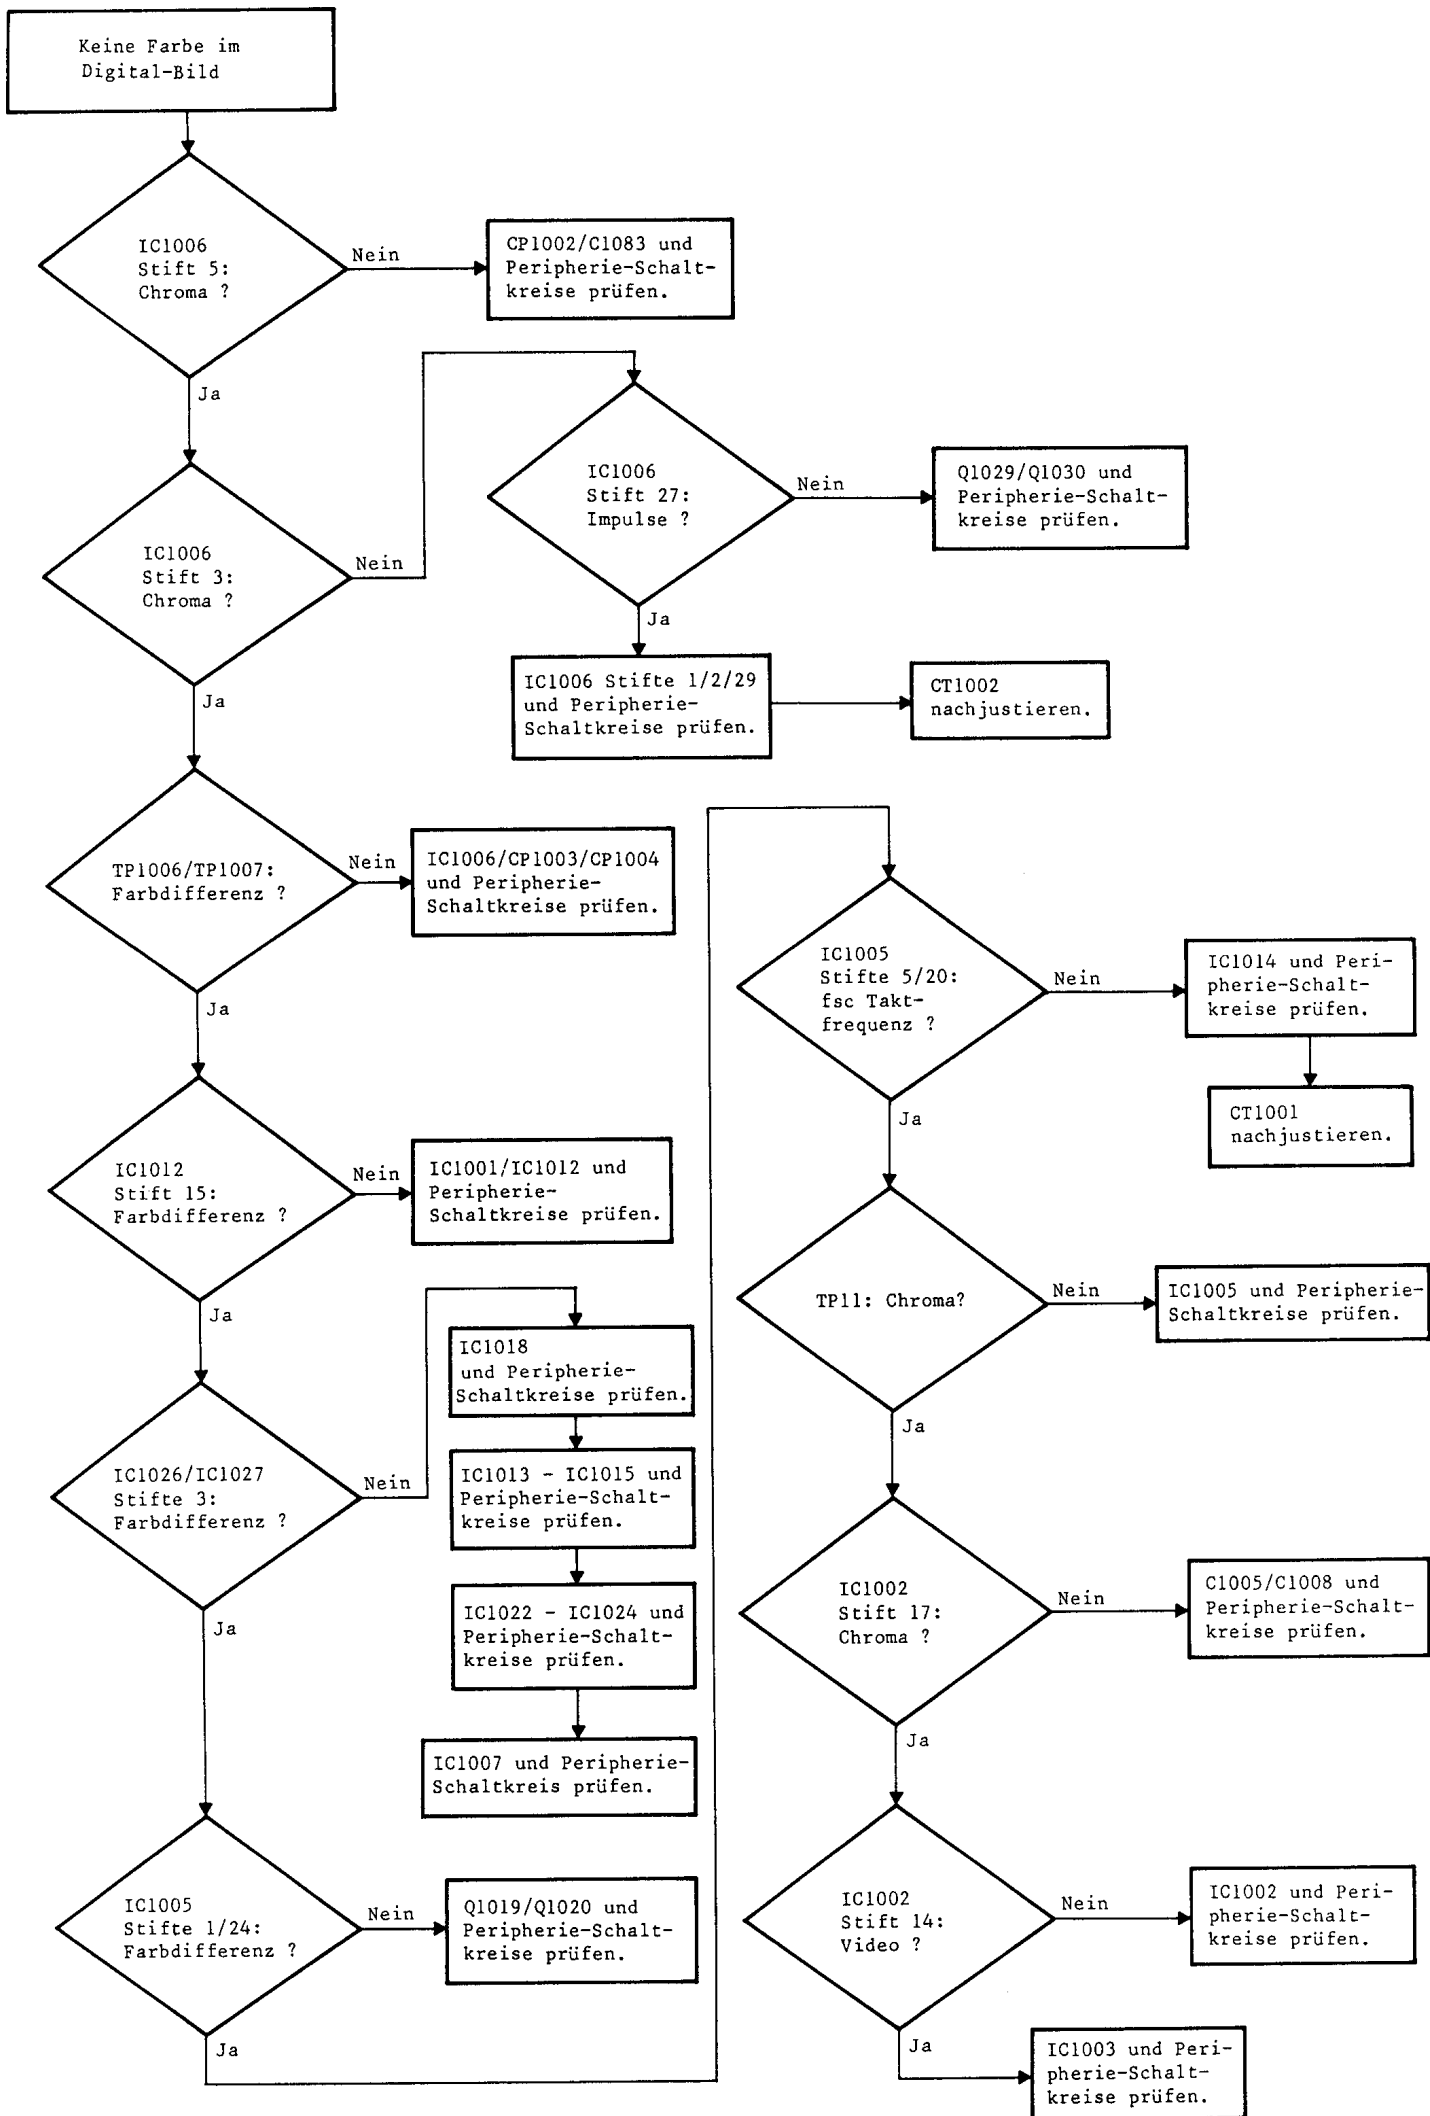 Keine Farbe im
Digital-Bild
IC1006
Stift 5:
Chroma ?
Nein
CP1002/C1083 und
Peripherie-Schalt-
kreise prüfen.
Ja
IC1006
Stift 3:
Chroma ?
Nein
IC1006
Stift 27:
Impulse ?
Nein
Q1029/Q1030 und
Peripherie-Schalt-
kreise prüfen.
Ja
IC1006 Stifte 1/2/29
und Peripherie-
Schaltkreise prüfen.
CT1002
nachjustieren.
Ja
TP1006/TP1007:
Farbdifferenz ?
Nein
IC1006/CP1003/CP1004
und Peripherie-
Schaltkreise prüfen.
Ja
IC1012
Stift 15:
Farbdifferenz ?
Nein
IC1001/IC1012 und
Peripherie-
Schaltkreise prüfen.
Ja
IC1026/IC1027
Stifte 3:
Farbdifferenz ?
Nein
IC1018
und Peripherie-
Schaltkreise prüfen.
IC1013 - IC1015 und
Peripherie-Schalt-
kreise prüfen.
IC1022 - IC1024 und
Peripherie-Schalt-
kreise prüfen.
IC1007 und Peripherie-
Schaltkreis prüfen.
Ja
IC1005
Stifte 1/24:
Farbdifferenz ?
Nein
Q1019/Q1020 und
Peripherie-Schalt-
kreise prüfen.
Ja
IC1005
Stifte 5/20:
fsc Takt-
frequenz ?
Nein
IC1014 und Peri-
pherie-Schalt-
kreise prüfen.
CT1001
nachjustieren.
Ja
TP11: Chroma?
Nein
IC1005 und Peripherie-
Schaltkreise prüfen.
Ja
IC1002
Stift 17:
Chroma ?
Nein
C1005/C1008 und
Peripherie-Schalt-
kreise prüfen.
Ja
IC1002
Stift 14:
Video ?
Nein
IC1002 und Peri-
pherie-Schalt-
kreise prüfen.
Ja
IC1003 und Peri-
pherie-Schalt-
kreise prüfen.